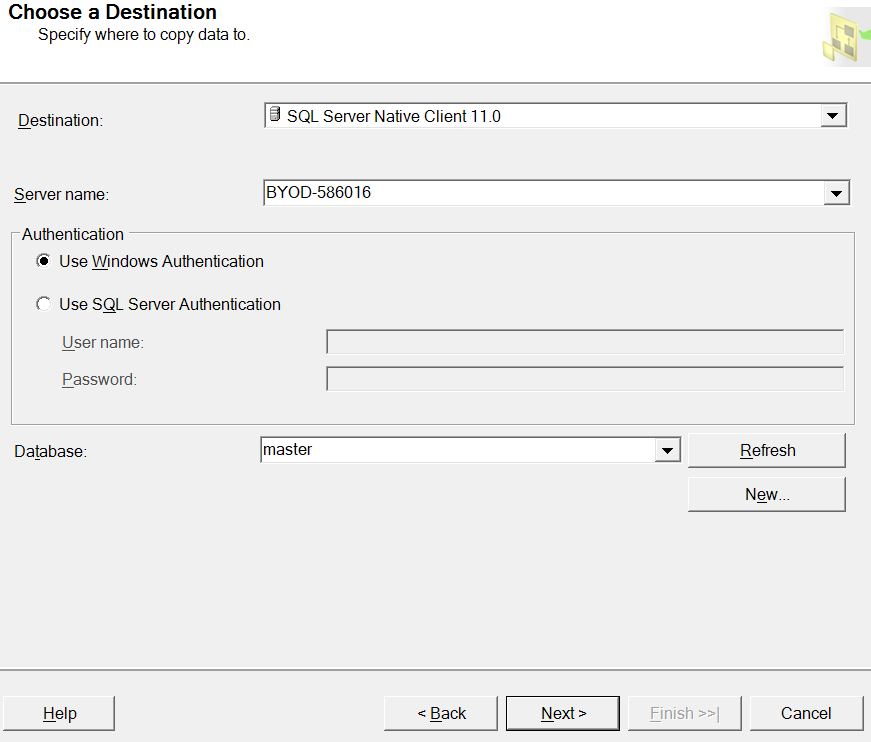 Choose a Destination
Specify where to copy data to.
Destination:
SQL Server Native Client 11.0
Server name:
BYOD-586016
Authentication
Use Windows Authentication
Use SQL Server Authentication
User name:
Password:
Database:
master
Refresh
New...
Help
< Back
Next >
Finish >>|
Cancel